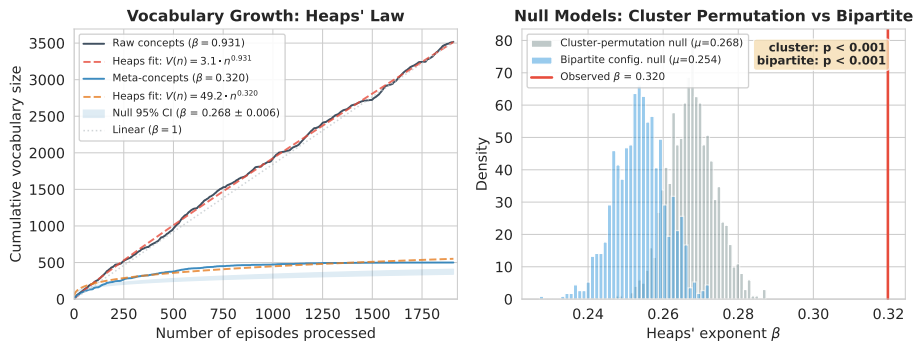 Vocabulary Growth: Heaps' Law
Raw concepts (β = 0.931)
Heaps fit: V(n) = 3.1 · n^0.931
Meta-concepts (β = 0.320)
Heaps fit: V(n) = 49.2 · n^0.320
Null 95% CI (β = 0.268 ± 0.006)
Linear (β = 1)
Cumulative vocabulary size
3500
3000
2500
2000
1500
1000
500
0
0 250 500 750 1000 1250 1500 1750
Number of episodes processed
Null Models: Cluster Permutation vs Bipartite
Cluster-permutation null (μ=0.268)
Bipartite config. null (μ=0.254)
Observed β = 0.320
cluster: p < 0.001
bipartite: p < 0.001
Density
80
70
60
50
40
30
20
10
0
0.24 0.26 0.28 0.30 0.32
Heaps' exponent β